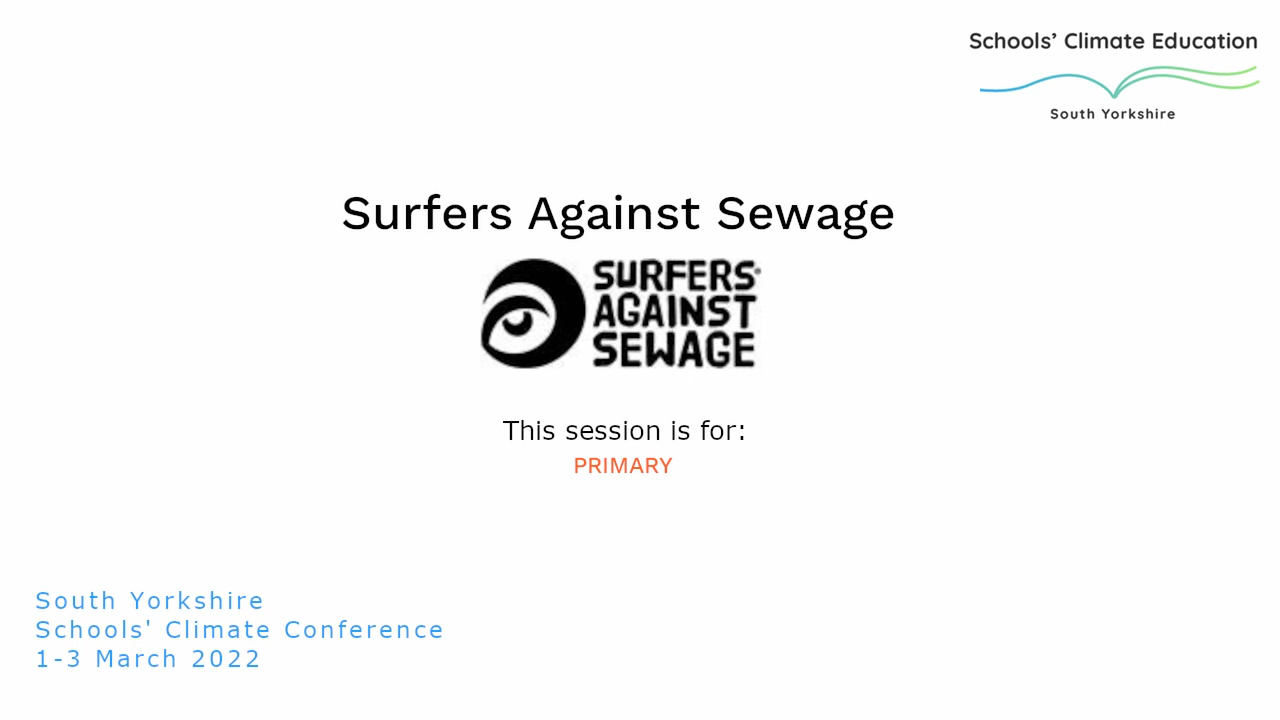 Schools’ Climate Education
South Yorkshire
Surfers Against Sewage
SURFERS
AGAINST
SEWAGE
This session is for:
PRIMARY
South Yorkshire
Schools' Climate Conference
1-3 March 2022